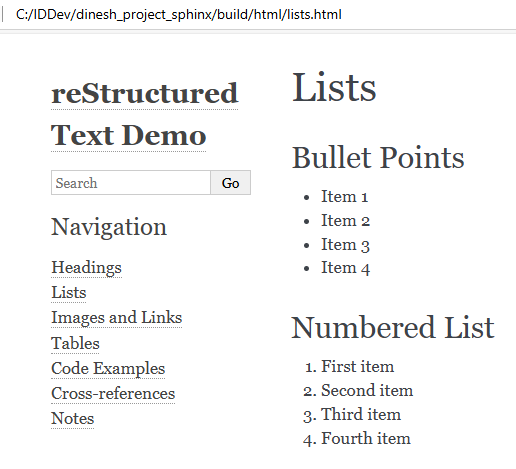 C:/IDDev/dinesh_project_sphinx/build/html/lists.html
reStructured
Text Demo
Search
Go
Navigation
Headings
Lists
Images and Links
Tables
Code Examples
Cross-references
Notes
Lists
Bullet Points
• Item 1
• Item 2
• Item 3
• Item 4
Numbered List
1. First item
2. Second item
3. Third item
4. Fourth item